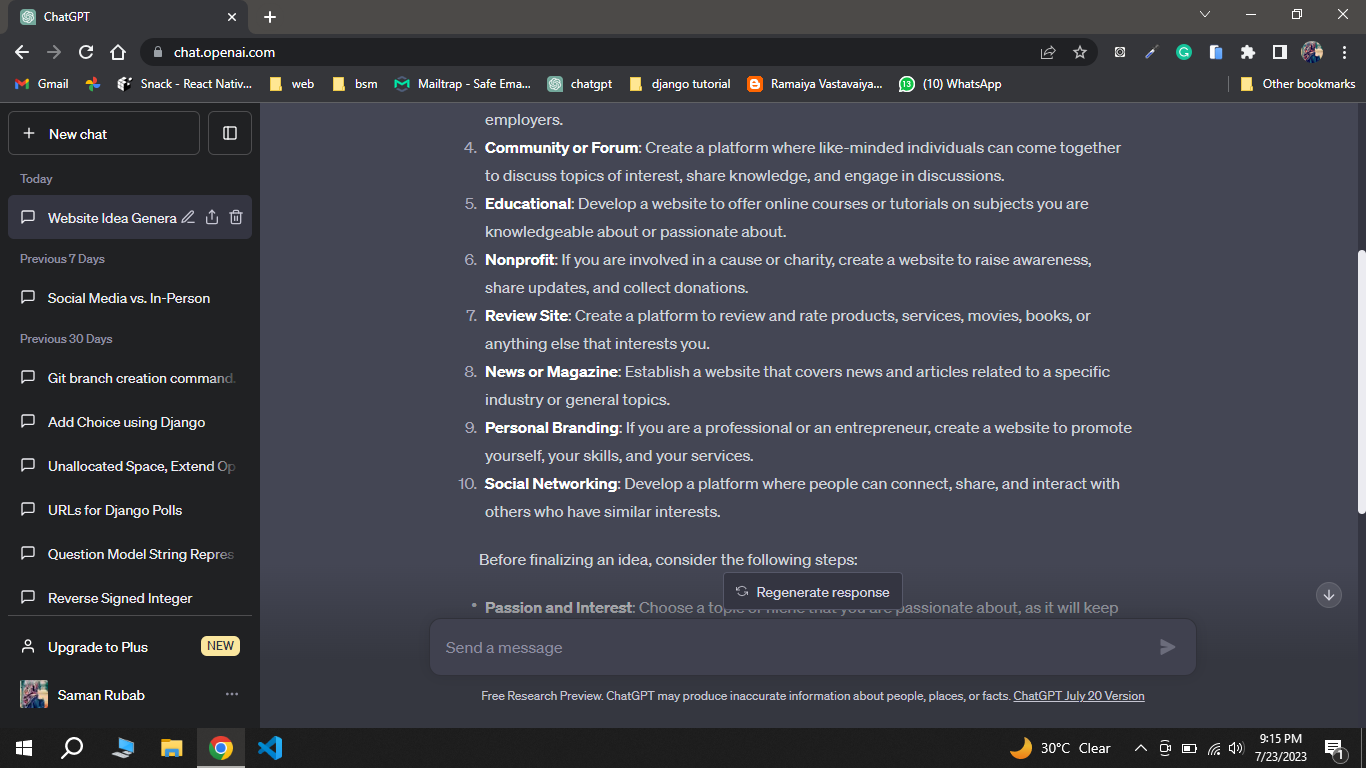 ChatGPT
chat.openai.com
Gmail
Snack - React Nativ...
web
bsm
Mailtrap - Safe Ema...
chatgpt
django tutorial
Ramaiya Vastavaiya...
(10) WhatsApp
Other bookmarks
New chat
Today
Website Idea Genera
Previous 7 Days
Social Media vs. In-Person
Previous 30 Days
Git branch creation command.
Add Choice using Django
Unallocated Space, Extend Op
URLs for Django Polls
Question Model String Repres
Reverse Signed Integer
Upgrade to Plus NEW
Saman Rubab
employers.
4. Community or Forum: Create a platform where like-minded individuals can come together
to discuss topics of interest, share knowledge, and engage in discussions.
5. Educational: Develop a website to offer online courses or tutorials on subjects you are
knowledgeable about or passionate about.
6. Nonprofit: If you are involved in a cause or charity, create a website to raise awareness,
share updates, and collect donations.
7. Review Site: Create a platform to review and rate products, services, movies, books, or
anything else that interests you.
8. News or Magazine: Establish a website that covers news and articles related to a specific
industry or general topics.
9. Personal Branding: If you are a professional or an entrepreneur, create a website to promote
yourself, your skills, and your services.
10. Social Networking: Develop a platform where people can connect, share, and interact with
others who have similar interests.
Before finalizing an idea, consider the following steps:
Regenerate response
• Passion and Interest: Choose a topic or niche that you are passionate about, as it will keep
Send a message
Free Research Preview. ChatGPT may produce inaccurate information about people, places, or facts. ChatGPT July 20 Version
30°C Clear
9:15 PM
7/23/2023
1